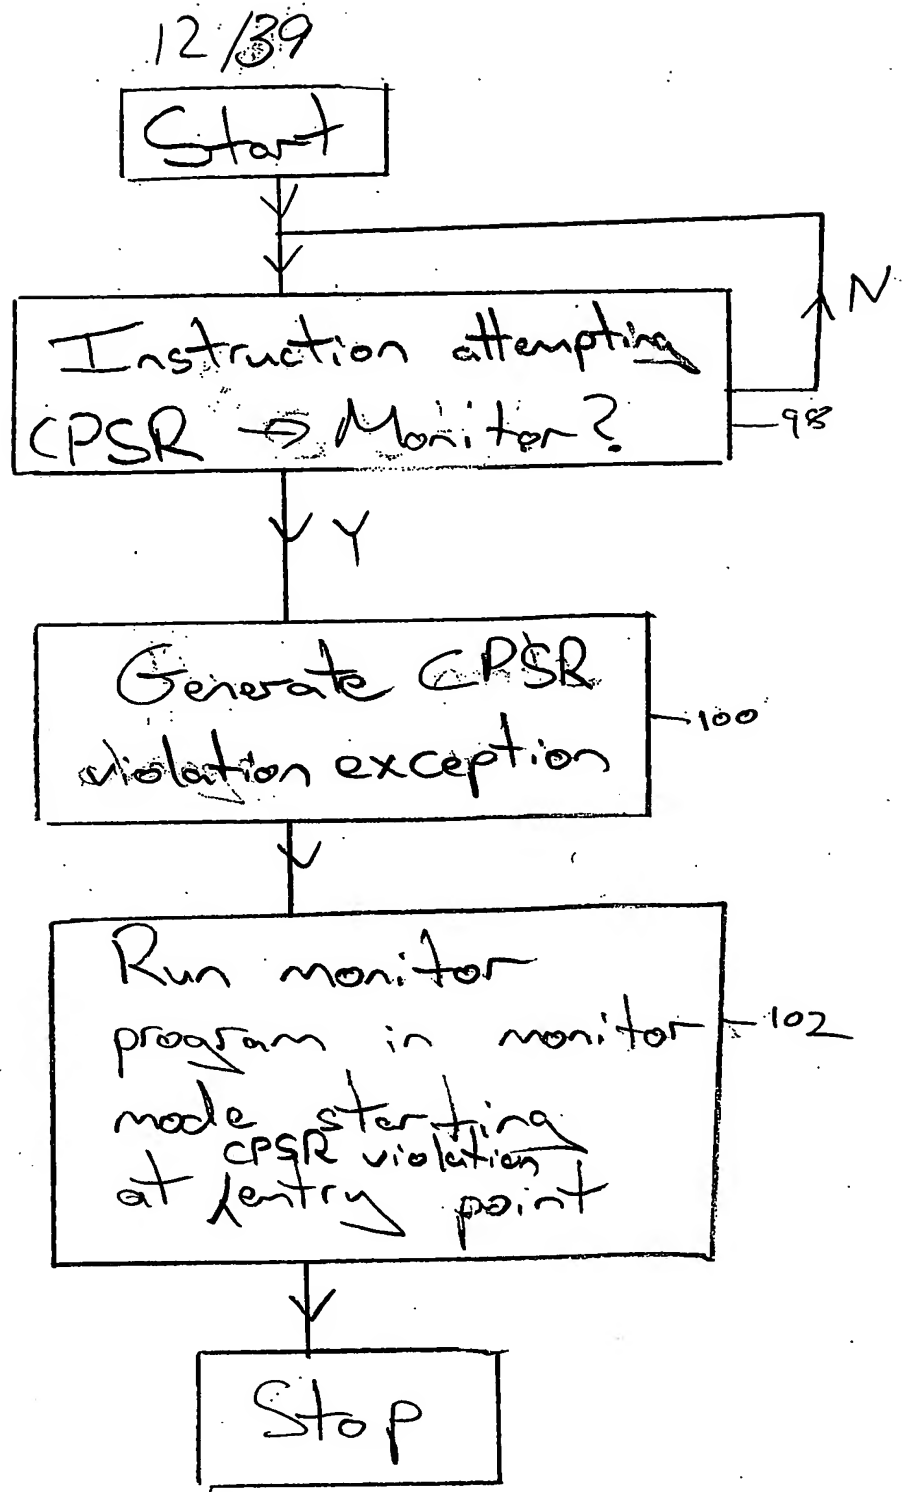 12/39
Start
N
Instruction attempting
CPSR → Monitor?
98
Y
Generate CPSR
violation exception
100
Run monitor
program in monitor
102
mode starting
CPSR violation
at entry point
Stop